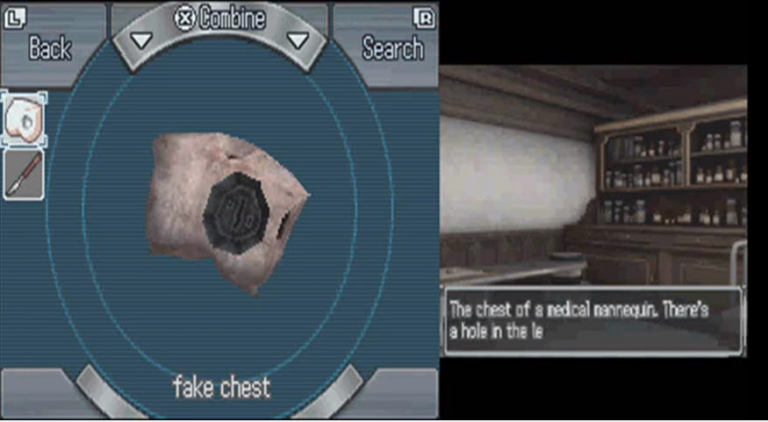 L
Back
X Combine
R
Search
fake chest
The chest of a medical mannequin. There's
a hole in the le